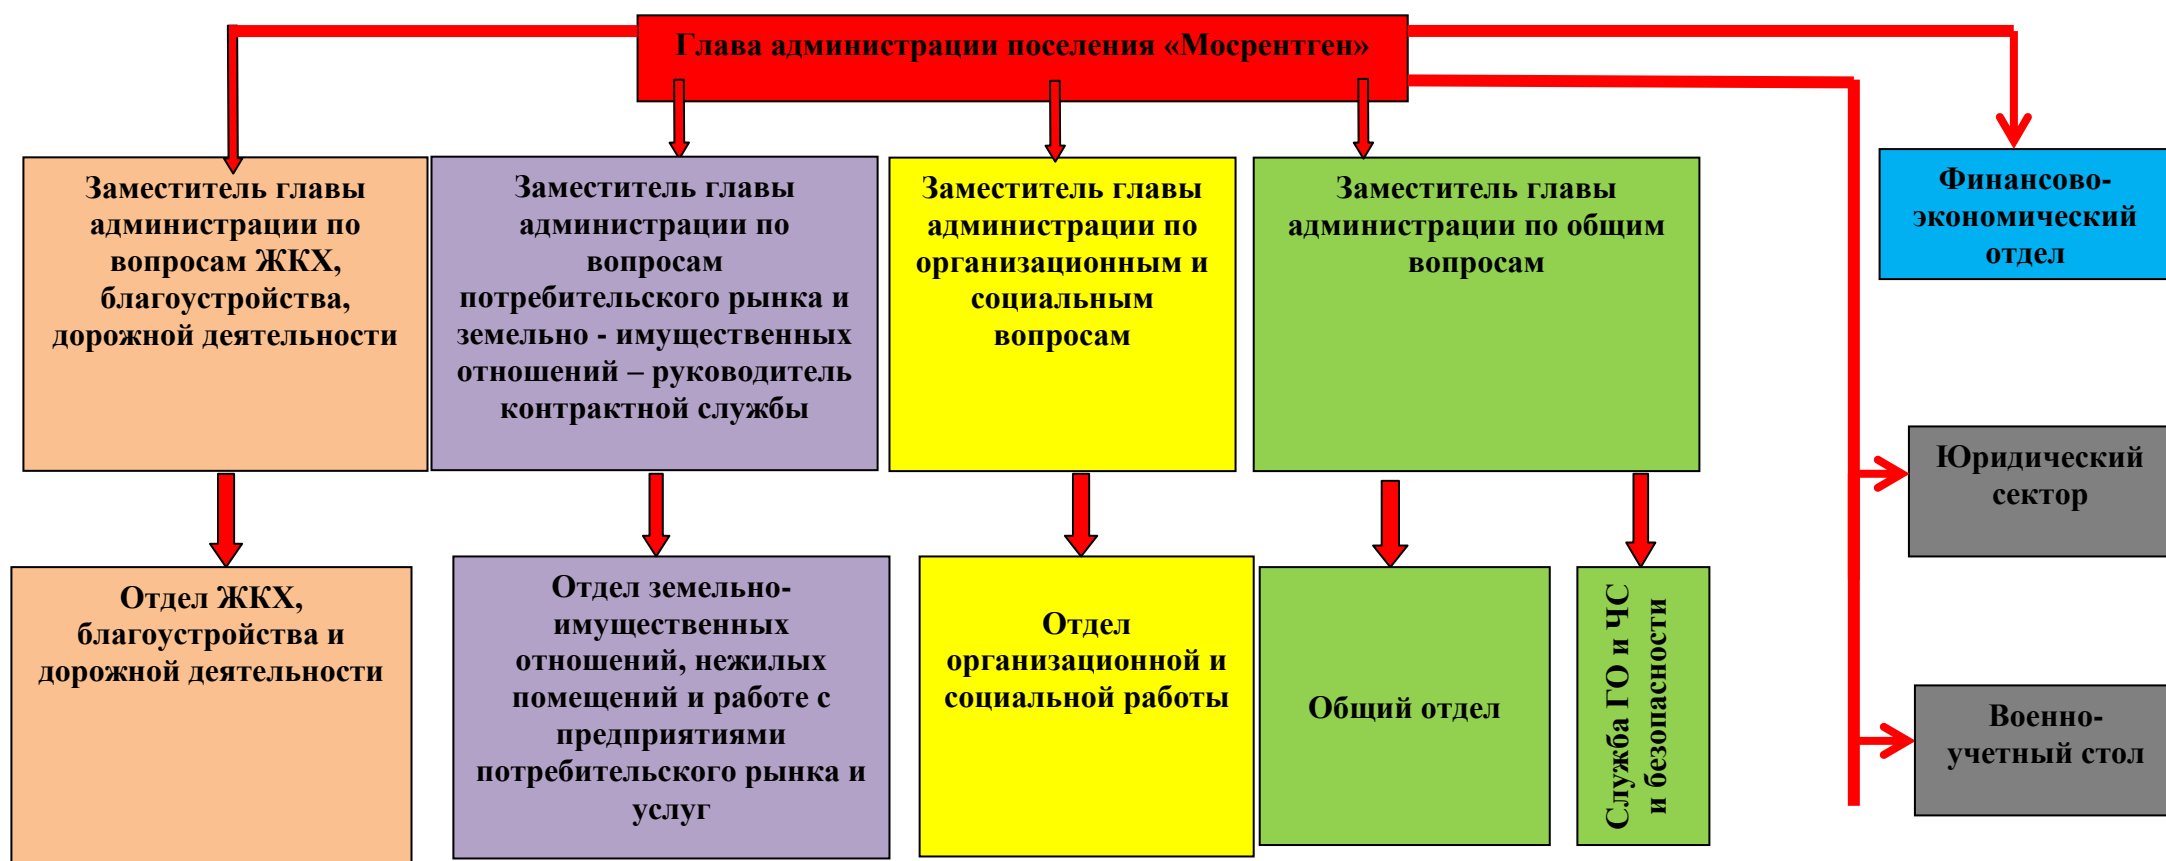 Глава администрации поселения «Мосрентген»
Заместитель главы
администрации по
вопросам ЖКХ,
благоустройства,
дорожной деятельности
Заместитель главы
администрации по
вопросам
потребительского рынка и
земельно - имущественных
отношений – руководитель
контрактной службы
Заместитель главы
администрации по
организационным и
социальным
вопросам
Заместитель главы
администрации по общим
вопросам
Финансово-
экономический
отдел
Юридический
сектор
Отдел ЖКХ,
благоустройства и
дорожной деятельности
Отдел земельно-
имущественных
отношений, нежилых
помещений и работе с
предприятиями
потребительского рынка и
услуг
Отдел
организационной и
социальной работы
Общий отдел
Служба ГО и ЧС
и безопасности
Военно-
учетный стол